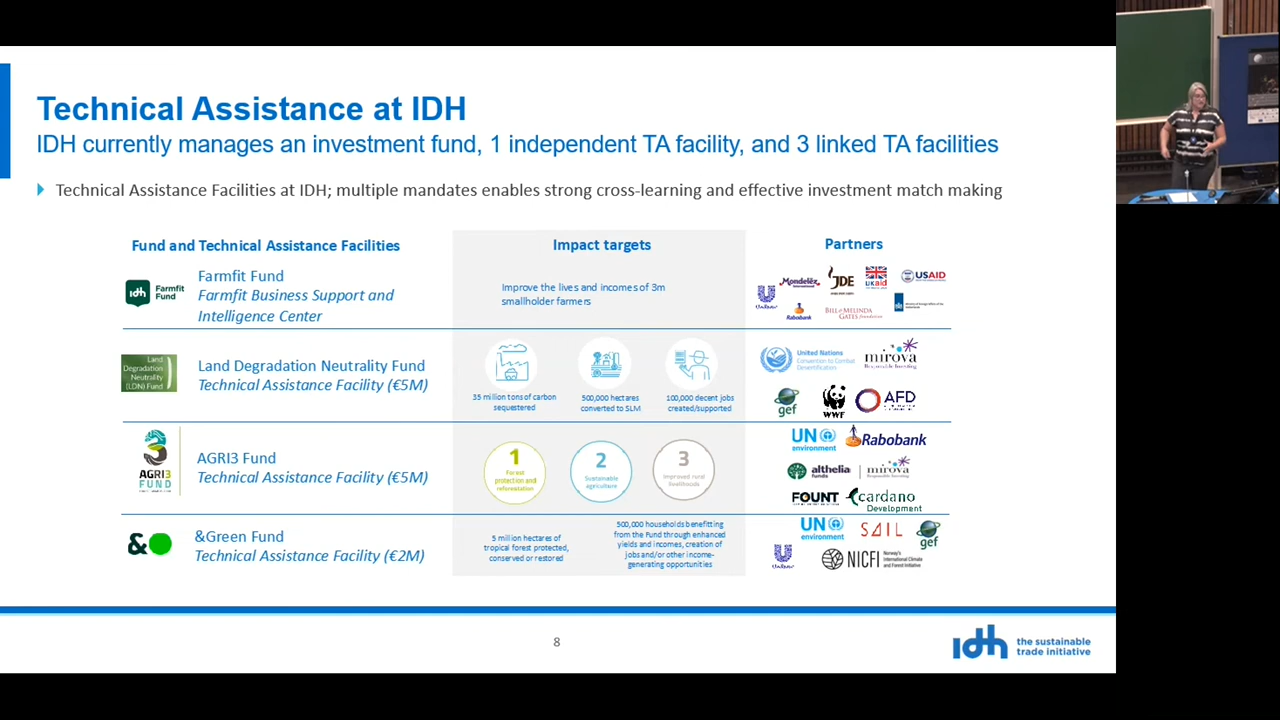 Technical Assistance at IDH
IDH currently manages an investment fund, 1 independent TA facility, and 3 linked TA facilities
Technical Assistance Facilities at IDH; multiple mandates enables strong cross-learning and effective investment match making
Fund and Technical Assistance Facilities
Impact targets
Partners
idh
Farmfit
Fund
Farmfit Fund
Farmfit Business Support and
Intelligence Center
Improve the lives and incomes of 3m
smallholder farmers
Mondelēz
International
JDE
UKaid
USAID
Unilever
Rabobank
BILL & MELINDA
GATES foundation
Land
Degradation
Neutrality
(LDN) Fund
Land Degradation Neutrality Fund
Technical Assistance Facility (€5M)
35 million tons of carbon
sequestered
500,000 hectares
converted to SLM
100,000 decent jobs
created/supported
United Nations
Convention to Combat
Desertification
mirova
Responsible Investing
gef
WWF
AFD
AGRI3
FUND
AGRI3 Fund
Technical Assistance Facility (€5M)
1
Forest
protection and
reforestation
2
Sustainable
agriculture
3
Improved rural
livelihoods
UN
environment
Rabobank
althelia
funds
mirova
Responsible Investing
FOUNT
cardano
Development
&
&Green Fund
Technical Assistance Facility (€2M)
5 million hectares of
tropical forest protected,
conserved or restored
500,000 households benefitting
from the Fund through enhanced
yields and incomes, creation of
jobs and/or other income-
generating opportunities
UN
environment
SAIL
gef
Unilever
NICFI
Norway's
International Climate
and Forest Initiative
8
idh
the sustainable
trade initiative